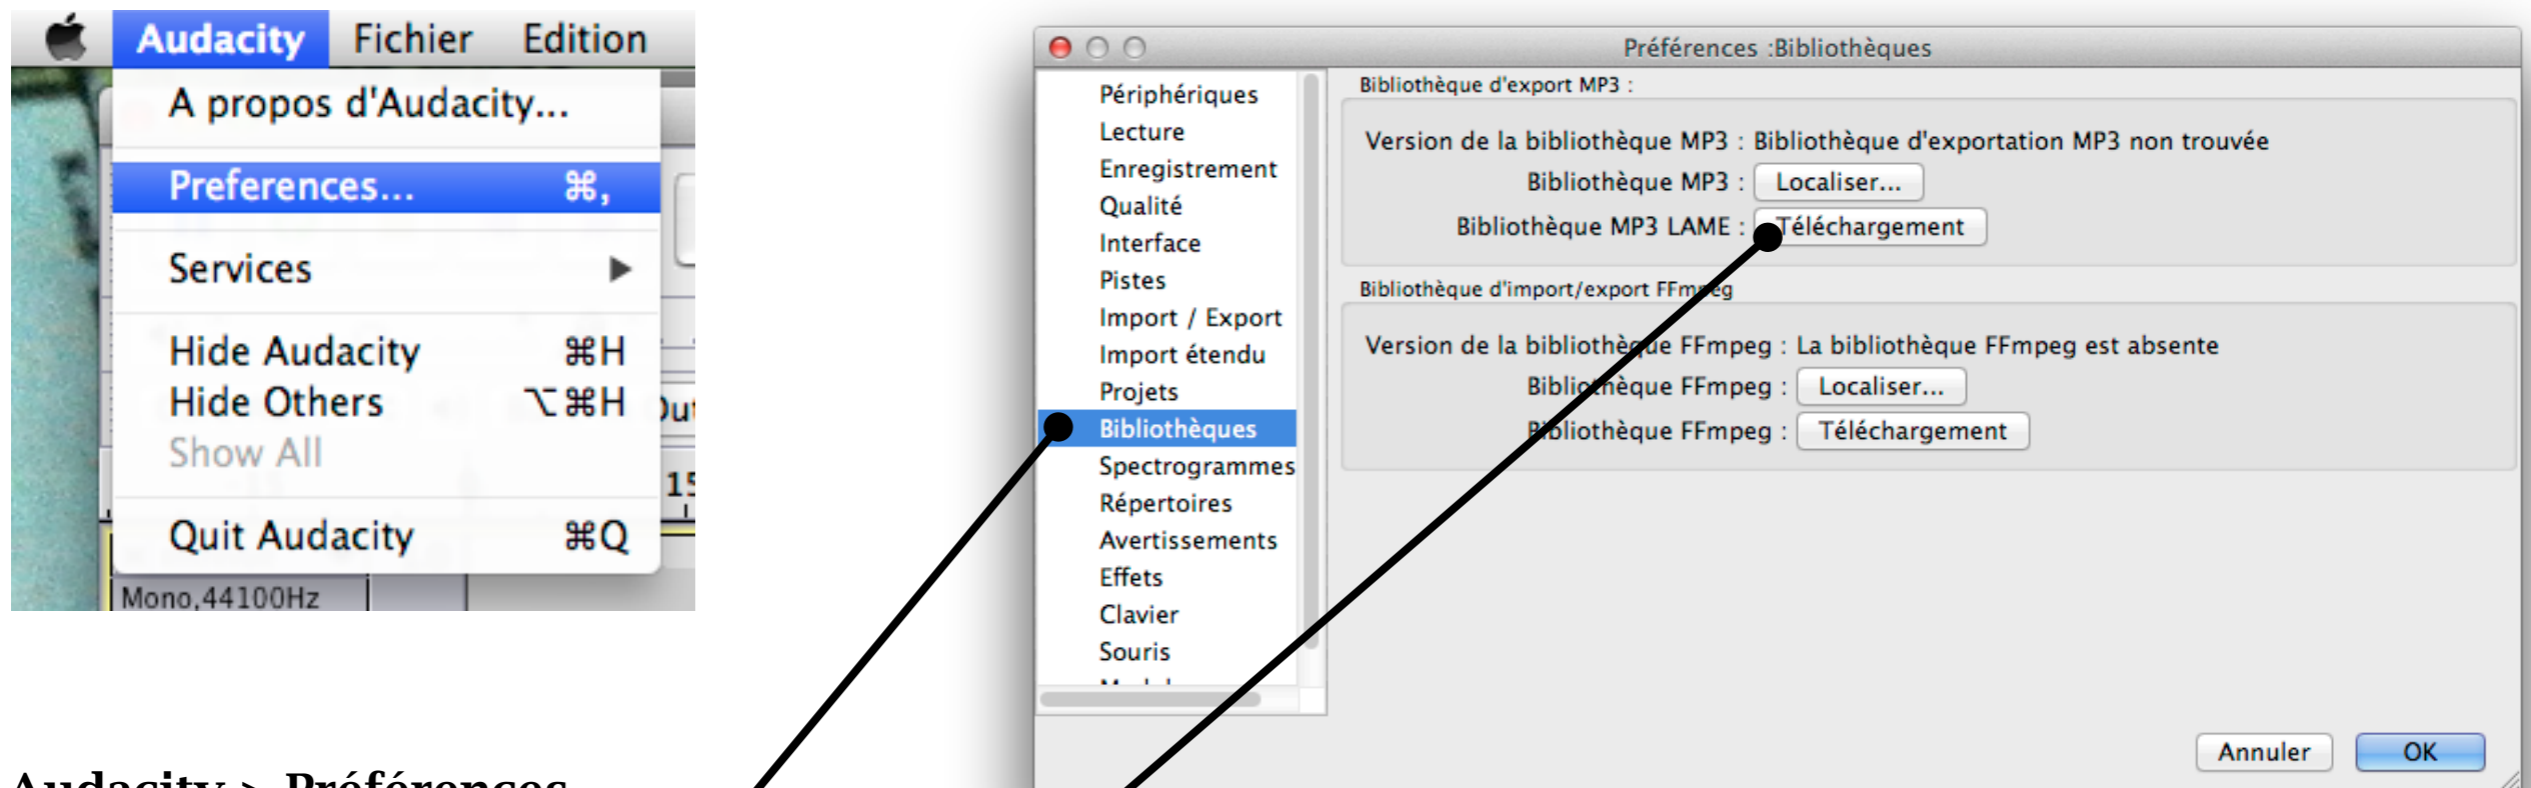 Audacity Fichier Edition
A propos d'Audacity...
Preferences... ⌘,
Services ▶
Hide Audacity ⌘H
Hide Others ⌥⌘H
Show All
Quit Audacity ⌘Q
15
Mono,44100Hz
Audacity > Préférences
Préférences :Bibliothèques
Périphériques
Lecture
Enregistrement
Qualité
Interface
Pistes
Import / Export
Import étendu
Projets
Bibliothèques
Spectrogrammes
Répertoires
Avertissements
Effets
Clavier
Souris
Bibliothèque d'export MP3 :
Version de la bibliothèque MP3 : Bibliothèque d'exportation MP3 non trouvée
Bibliothèque MP3 : Localiser...
Bibliothèque MP3 LAME : Téléchargement
Bibliothèque d'import/export FFmpeg
Version de la bibliothèque FFmpeg : La bibliothèque FFmpeg est absente
Bibliothèque FFmpeg : Localiser...
Bibliothèque FFmpeg : Téléchargement
Annuler OK